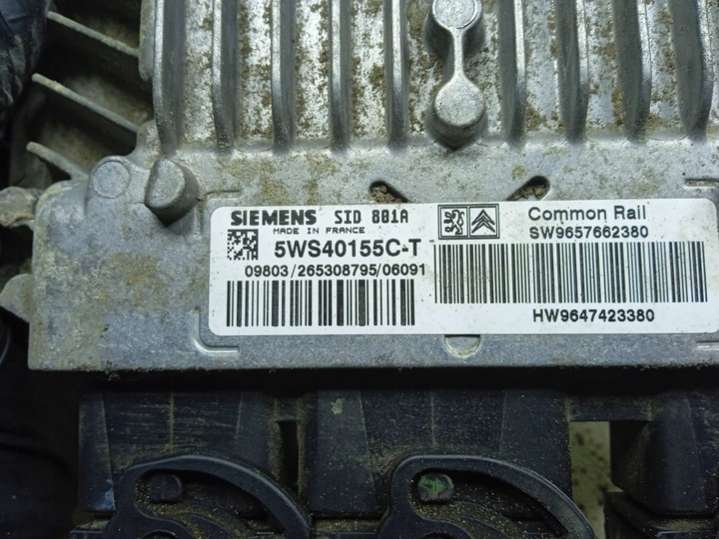 SIEMENS SID 801A
MADE IN FRANCE
5WS40155C-T
09803/265308795/06091
Common Rail
SW9657662380
HW9647423380